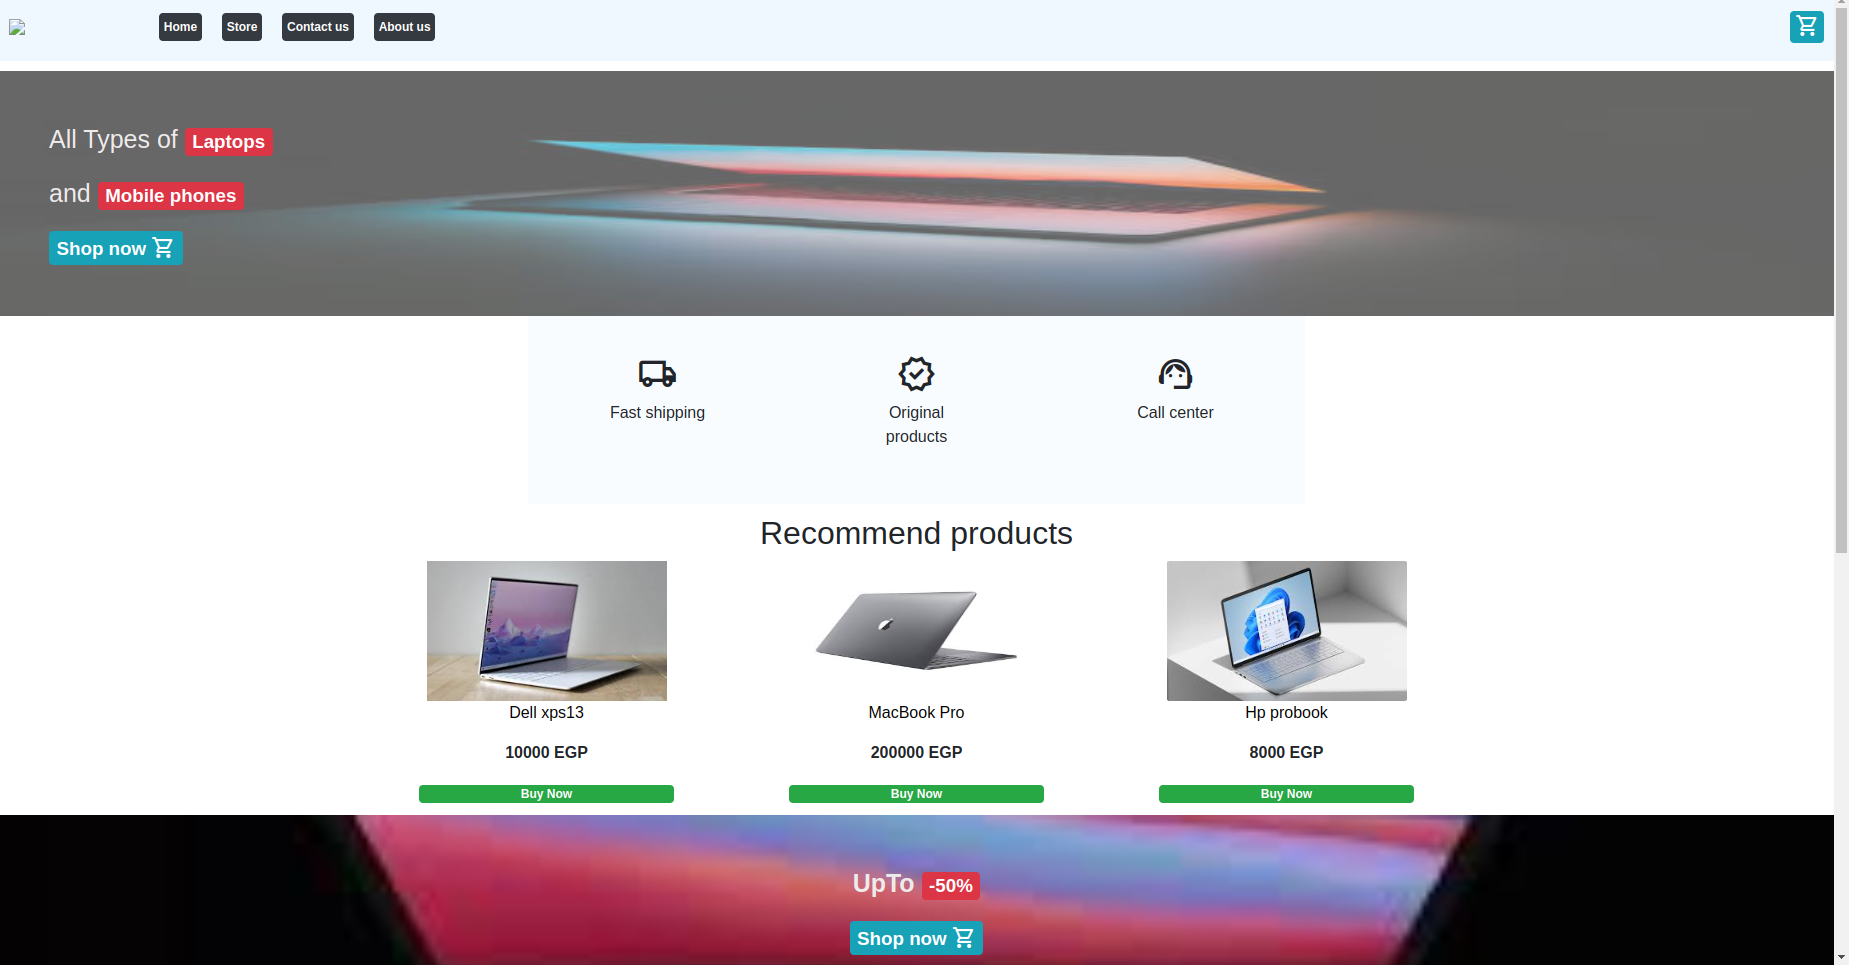 Home Store Contact us About us
All Types of Laptops
and Mobile phones
Shop now
Fast shipping
Original
products
Call center
Recommend products
Dell xps13
10000 EGP
Buy Now
MacBook Pro
200000 EGP
Buy Now
Hp probook
8000 EGP
Buy Now
UpTo -50%
Shop now